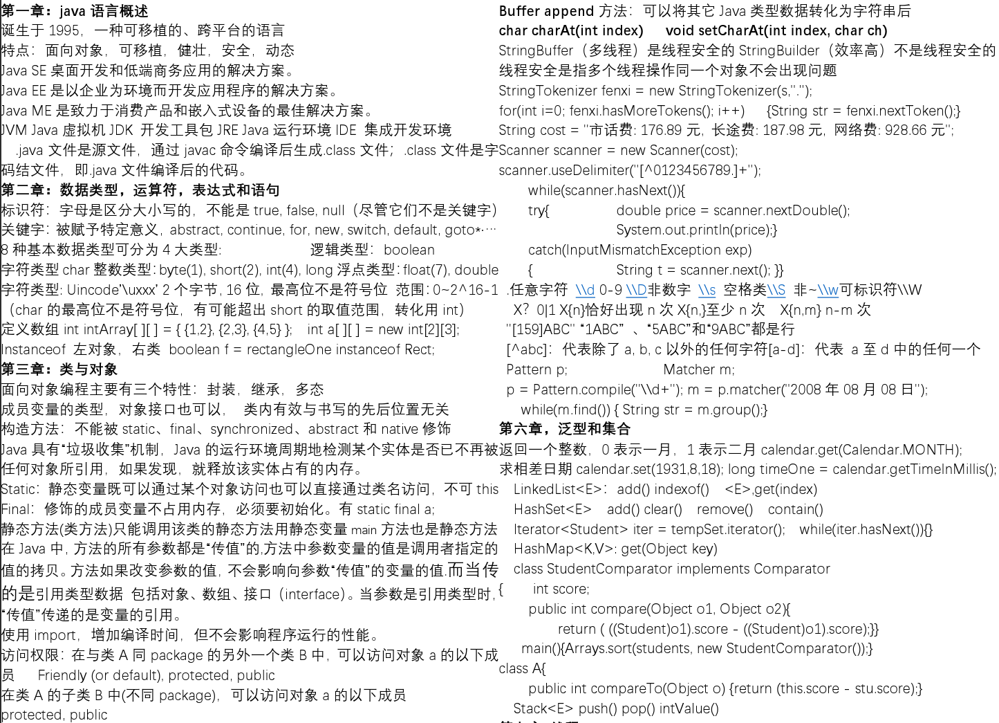 第一章：java 语言概述
诞生于 1995，一种可移植的、跨平台的语言
特点：面向对象，可移植，健壮，安全，动态
Java SE 桌面开发和低端商务应用的解决方案。
Java EE 是以企业为环境而开发应用程序的解决方案。
Java ME 是致力于消费产品和嵌入式设备的最佳解决方案。
JVM Java 虚拟机 JDK 开发工具包 JRE Java 运行环境 IDE 集成开发环境
.java 文件是源文件，通过 javac 命令编译后生成.class 文件；.class 文件是字
码结文件，即.java 文件编译后的代码。
第二章：数据类型，运算符，表达式和语句
标识符：字母是区分大小写的，不能是 true, false, null（尽管它们不是关键字）
关键字：被赋予特定意义，abstract, continue, for, new, switch, default, goto*·…
8 种基本数据类型可分为 4 大类型: 逻辑类型：boolean
字符类型 char 整数类型：byte(1), short(2), int(4), long 浮点类型：float(7), double
字符类型: Uincode’\uxxx’ 2 个字节, 16 位, 最高位不是符号位 范围：0~2^16-1
（char 的最高位不是符号位，有可能超出 short 的取值范围，转化用 int）
定义数组 int intArray[ ][ ] = { {1,2}, {2,3}, {4,5} }; int a[ ][ ] = new int[2][3];
Instanceof 左对象，右类 boolean f = rectangleOne instanceof Rect;
第三章：类与对象
面向对象编程主要有三个特性：封装，继承，多态
成员变量的类型，对象接口也可以， 类内有效与书写的先后位置无关
构造方法：不能被 static、final、synchronized、abstract 和 native 修饰
Java 具有“垃圾收集”机制，Java 的运行环境周期地检测某个实体是否已不再被
任何对象所引用，如果发现，就释放该实体占有的内存。
Static：静态变量既可以通过某个对象访问也可以直接通过类名访问，不可 this
Final：修饰的成员变量不占用内存，必须要初始化。有 static final a;
静态方法(类方法)只能调用该类的静态方法用静态变量 main 方法也是静态方法
在 Java 中, 方法的所有参数都是“传值”的,方法中参数变量的值是调用者指定的
值的拷贝。方法如果改变参数的值, 不会影响向参数“传值”的变量的值.而当传
的是引用类型数据 包括对象、数组、接口（interface）。当参数是引用类型时，
“传值”传递的是变量的引用。
使用 import，增加编译时间，但不会影响程序运行的性能。
访问权限：在与类 A 同 package 的另外一个类 B 中，可以访问对象 a 的以下成
员 Friendly (or default), protected, public
在类 A 的子类 B 中(不同 package)，可以访问对象 a 的以下成员
protected, public
Buffer append 方法：可以将其它 Java 类型数据转化为字符串后
char charAt(int index) void setCharAt(int index, char ch)
StringBuffer（多线程）是线程安全的 StringBuilder（效率高）不是线程安全的
线程安全是指多个线程操作同一个对象不会出现问题
StringTokenizer fenxi = new StringTokenizer(s,".");
for(int i=0; fenxi.hasMoreTokens(); i++) {String str = fenxi.nextToken();}
String cost = "市话费: 176.89 元, 长途费: 187.98 元, 网络费: 928.66 元";
Scanner scanner = new Scanner(cost);
scanner.useDelimiter("[^0123456789.]+");
while(scanner.hasNext()){
try{ double price = scanner.nextDouble();
System.out.println(price);}
catch(InputMismatchException exp)
{ String t = scanner.next(); }}
.任意字符 \\d 0-9 \\D非数字 \\s 空格类\\S 非~\\w可标识符\\W
X？0|1 X{n}恰好出现 n 次 X{n,}至少 n 次 X{n,m} n-m 次
"[159]ABC" “1ABC” 、“5ABC”和“9ABC”都是行
[^abc]：代表除了 a, b, c 以外的任何字符[a-d]：代表 a 至 d 中的任何一个
Pattern p; Matcher m;
p = Pattern.compile("\\d+"); m = p.matcher("2008 年 08 月 08 日");
while(m.find()) { String str = m.group();}
第六章，泛型和集合
返回一个整数，0 表示一月，1 表示二月 calendar.get(Calendar.MONTH);
求相差日期 calendar.set(1931,8,18); long timeOne = calendar.getTimeInMillis();
LinkedList<E>：add() indexof() <E>,get(index)
HashSet<E> add() clear() remove() contain()
Iterator<Student> iter = tempSet.iterator(); while(iter.hasNext()){}
HashMap<K,V>: get(Object key)
class StudentComparator implements Comparator
{ int score;
public int compare(Object o1, Object o2){
return ( ((Student)o1).score - ((Student)o1).score);}}
main(){Arrays.sort(students, new StudentComparator());}
class A{
public int compareTo(Object o) {return (this.score - stu.score);}
Stack<E> push() pop() intValue()